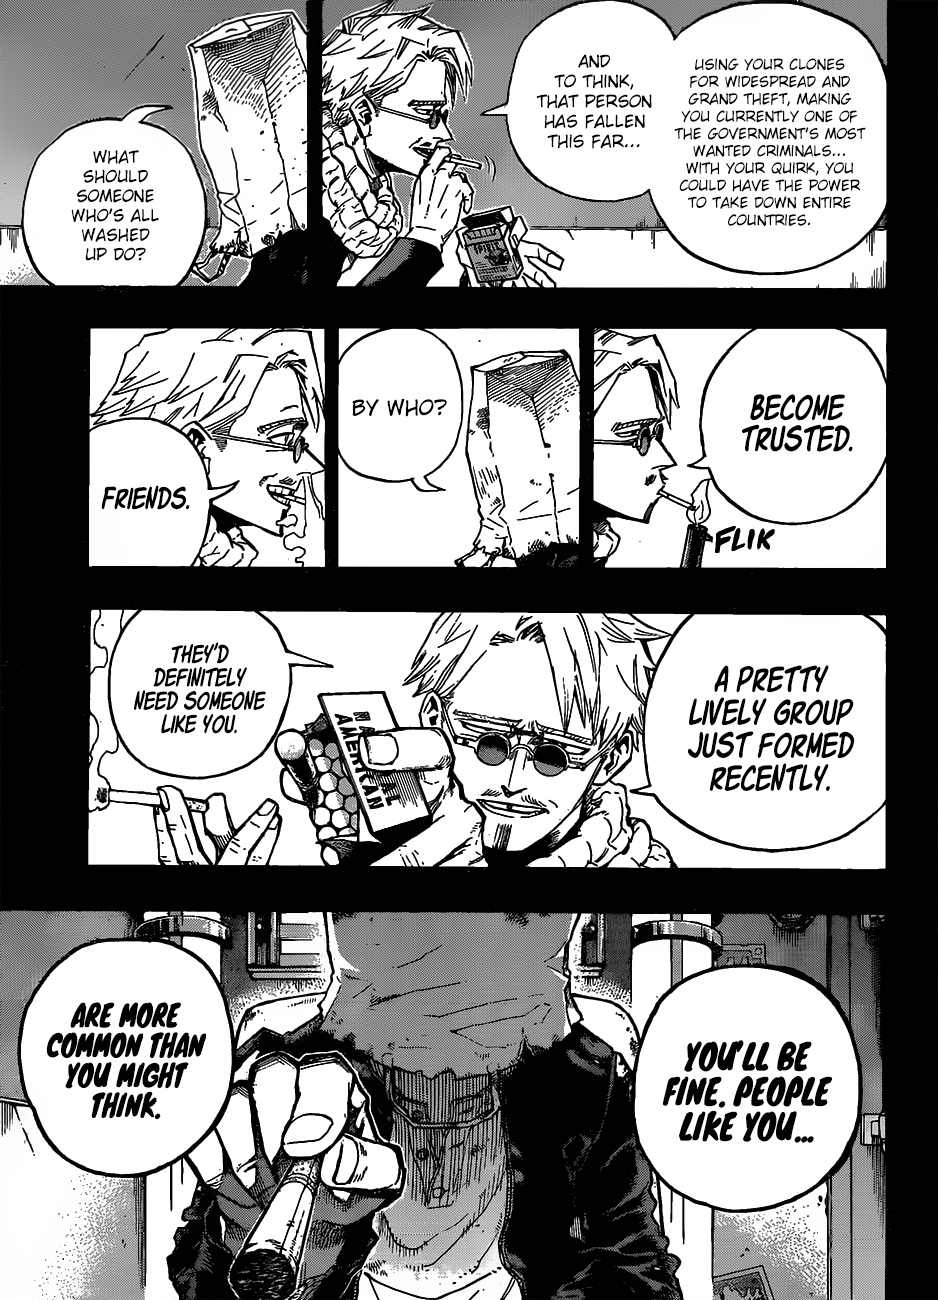 USING YOUR CLONES
FOR WIDESPREAD AND
GRAND THEFT, MAKING
YOU CURRENTLY ONE OF
THE GOVERNMENT'S MOST
WANTED CRIMINALS...
WITH YOUR QUIRK, YOU
COULD HAVE THE POWER
TO TAKE DOWN ENTIRE
COUNTRIES.
AND
TO THINK,
THAT PERSON
HAS FALLEN
THIS FAR...
WHAT
SHOULD
SOMEONE
WHO'S ALL
WASHED
UP DO?
BECOME
TRUSTED.
FLIK
BY WHO?
FRIENDS.
A PRETTY
LIVELY GROUP
JUST FORMED
RECENTLY.
THEY'D
DEFINITELY
NEED SOMEONE
LIKE YOU.
AMERICAN
YOU'LL BE
FINE. PEOPLE
LIKE YOU...
ARE MORE
COMMON THAN
YOU MIGHT
THINK.